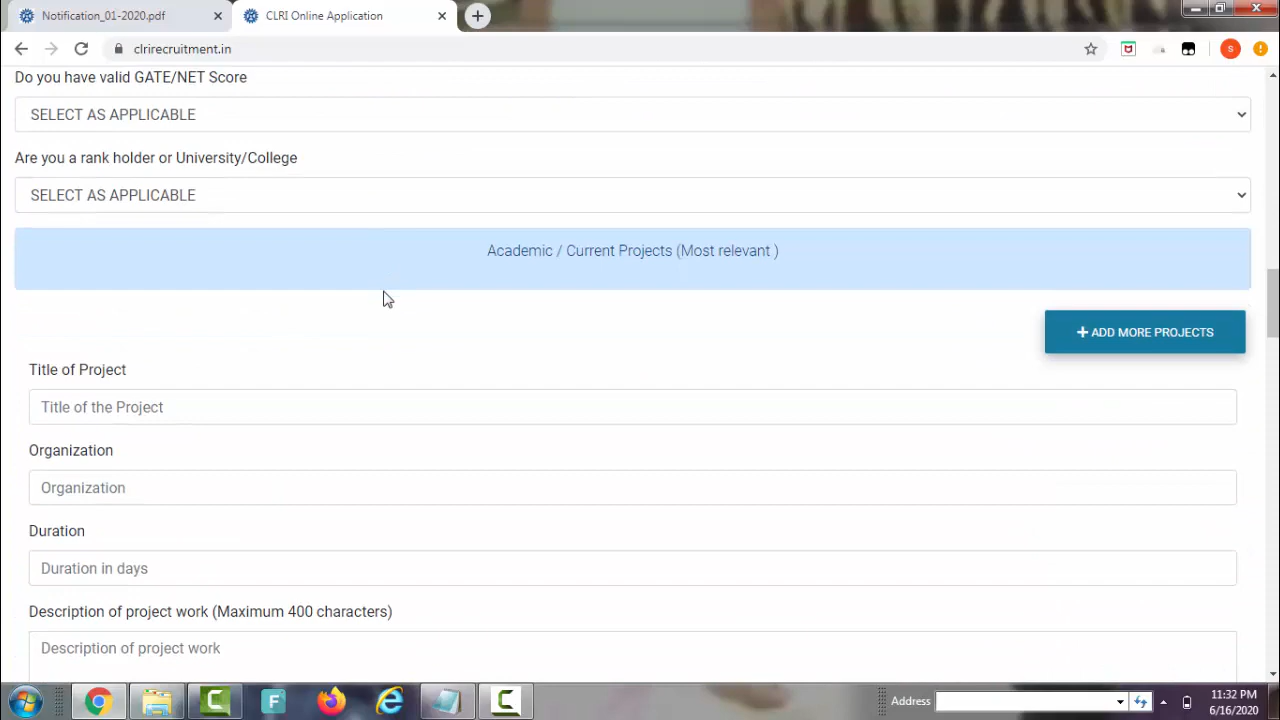 Notification_01-2020.pdf
CLRI Online Application
clrirecruitment.in
S
Do you have valid GATE/NET Score
SELECT AS APPLICABLE
Are you a rank holder or University/College
SELECT AS APPLICABLE
Academic / Current Projects (Most relevant )
ADD MORE PROJECTS
Title of Project
Title of the Project
Organization
Organization
Duration
Duration in days
Description of project work (Maximum 400 characters)
Description of project work
Address
11:32 PM
6/16/2020